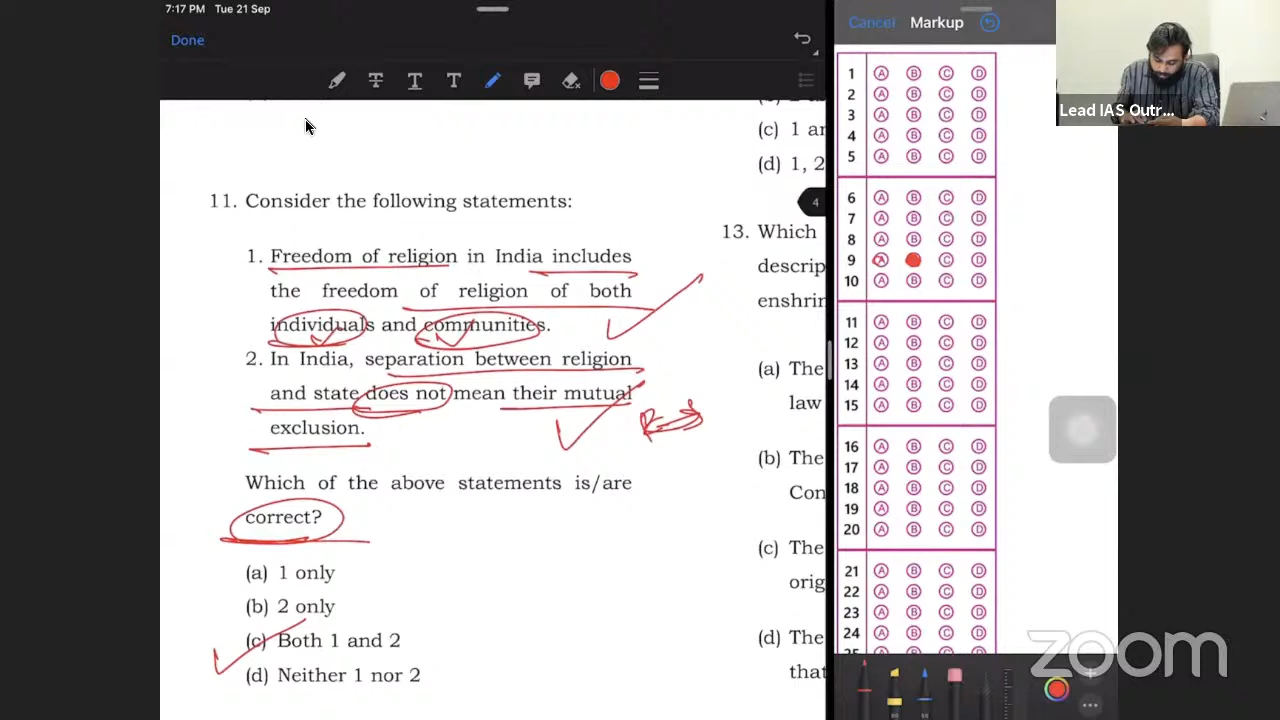 7:17 PM Tue 21 Sep
Done
Cancel Markup
Lead IAS Outr...
11. Consider the following statements:
1. Freedom of religion in India includes
the freedom of religion of both
individuals and communities.
2. In India, separation between religion
and state does not mean their mutual
exclusion.
Which of the above statements is/are
correct?
(a) 1 only
(b) 2 only
(c) Both 1 and 2
(d) Neither 1 nor 2
(c) 1 an
(d) 1, 2
4
13. Which
descrip
enshrin
(a) The
law
(b) The
Con
(c) The
orig
(d) The
that
1 A B C D
2 A B C D
3 A B C D
4 A B C D
5 A B C D
6 A B C D
7 A B C D
8 A B C D
9 A C D
10 A B C D
11 A B C D
12 A B C D
13 A B C D
14 A B C D
15 A B C D
16 A B C D
17 A B C D
18 A B C D
19 A B C D
20 A B C D
21 A B C D
22 A B C D
23 A B C D
24 A B C D
zoom